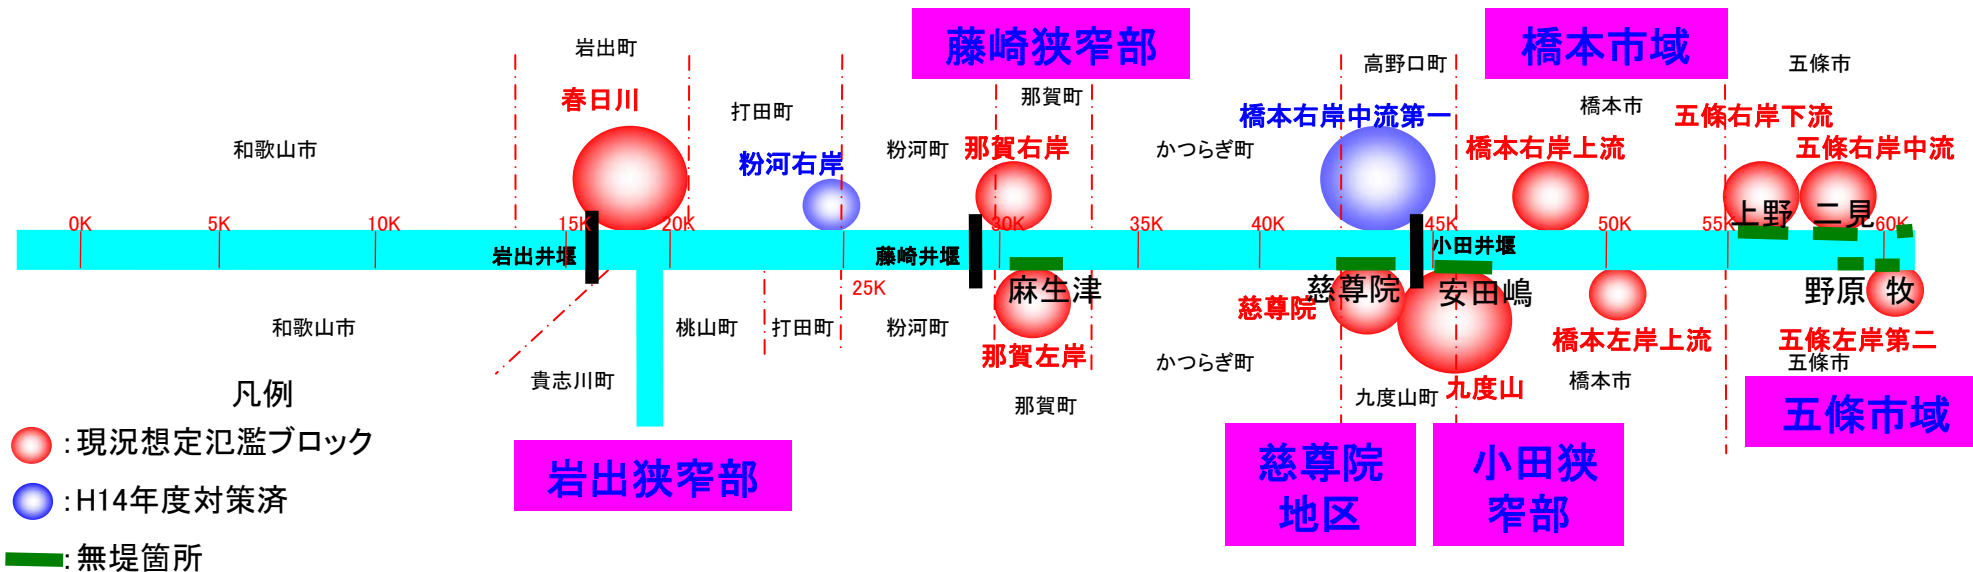 藤崎狭窄部
橋本市域
岩出町
高野口町
五條市
春日川
打田町
那賀町
橋本右岸中流第一
橋本市
五條右岸下流
和歌山市
粉河右岸
粉河町
那賀右岸
かつらぎ町
橋本右岸上流
五條右岸中流
上野
二見
0K
5K
10K
15K
20K
30K
35K
40K
45K
50K
55K
60K
岩出井堰
藤崎井堰
小田井堰
25K
麻生津
慈尊院
安田嶋
野原
牧
和歌山市
桃山町
打田町
粉河町
慈尊院
那賀左岸
かつらぎ町
橋本左岸上流
五條左岸第二
五條市
貴志川町
那賀町
九度山町
九度山
橋本市
凡例
:現況想定氾濫ブロック
:H14年度対策済
:無堤箇所
岩出狭窄部
慈尊院
地区
小田狭
窄部
五條市域